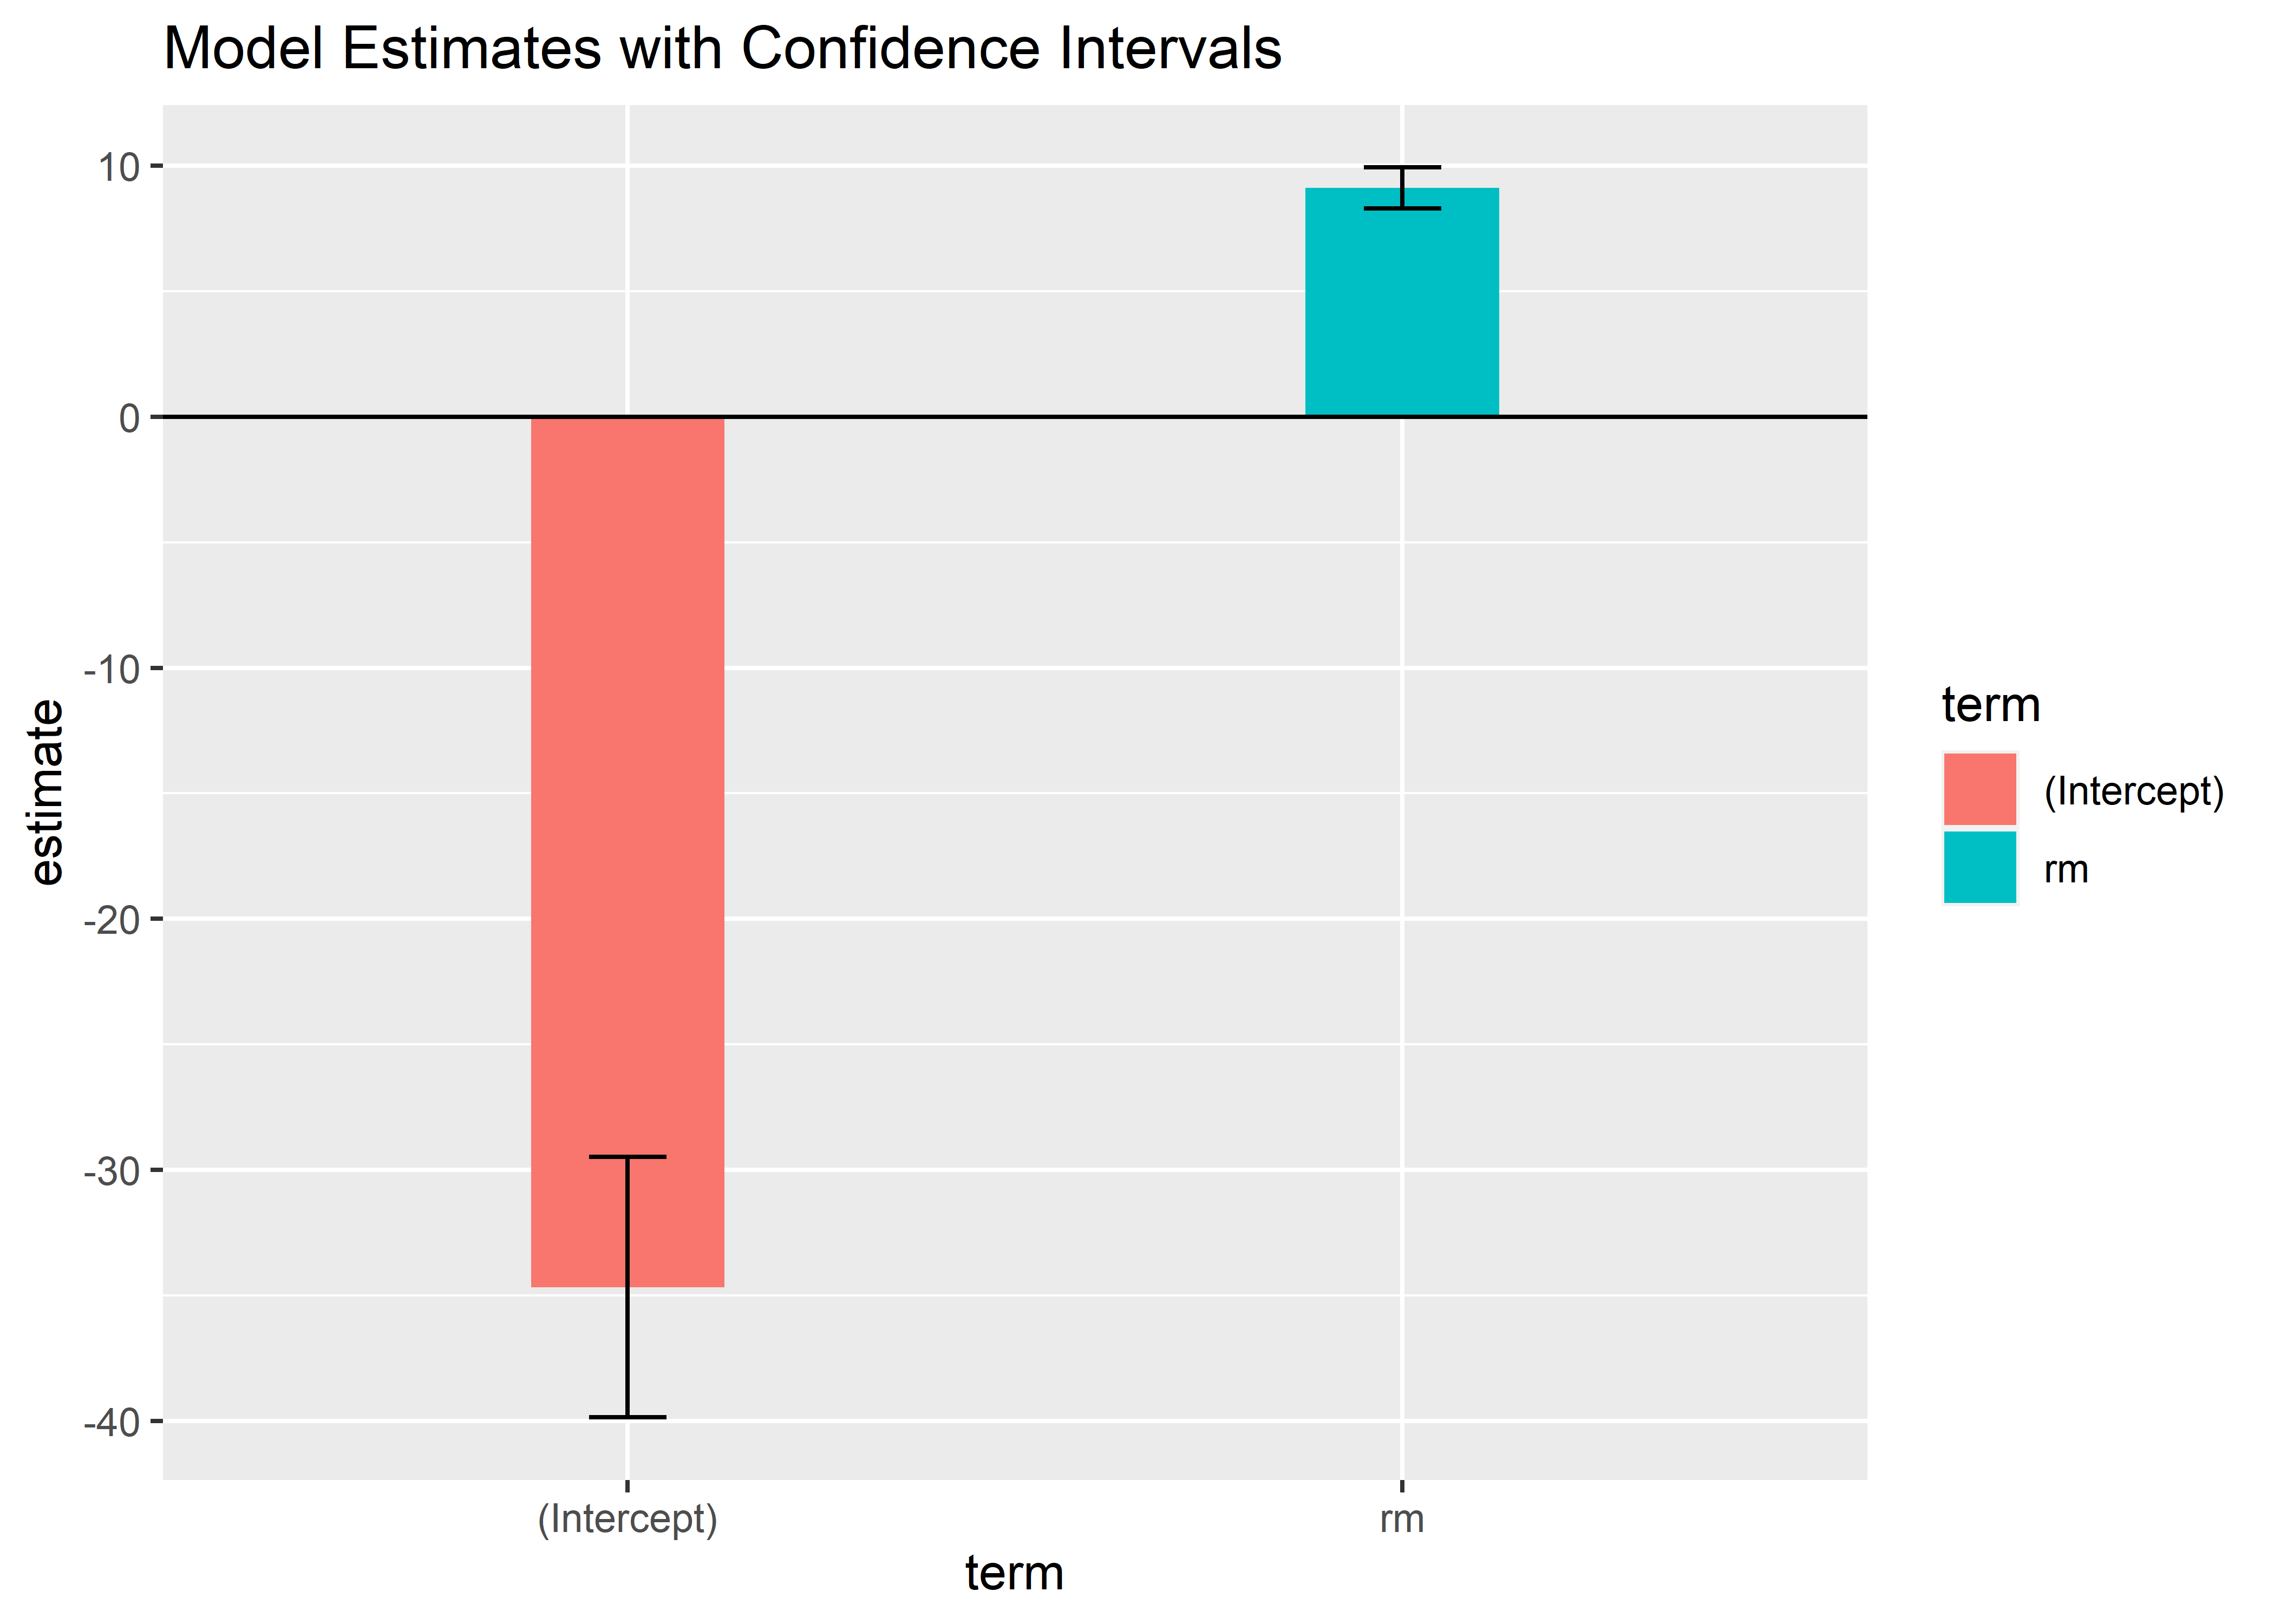 Model Estimates with Confidence Intervals
10
0
-10
-20
-30
-40
estimate
(Intercept)
rm
term
term
(Intercept)
rm